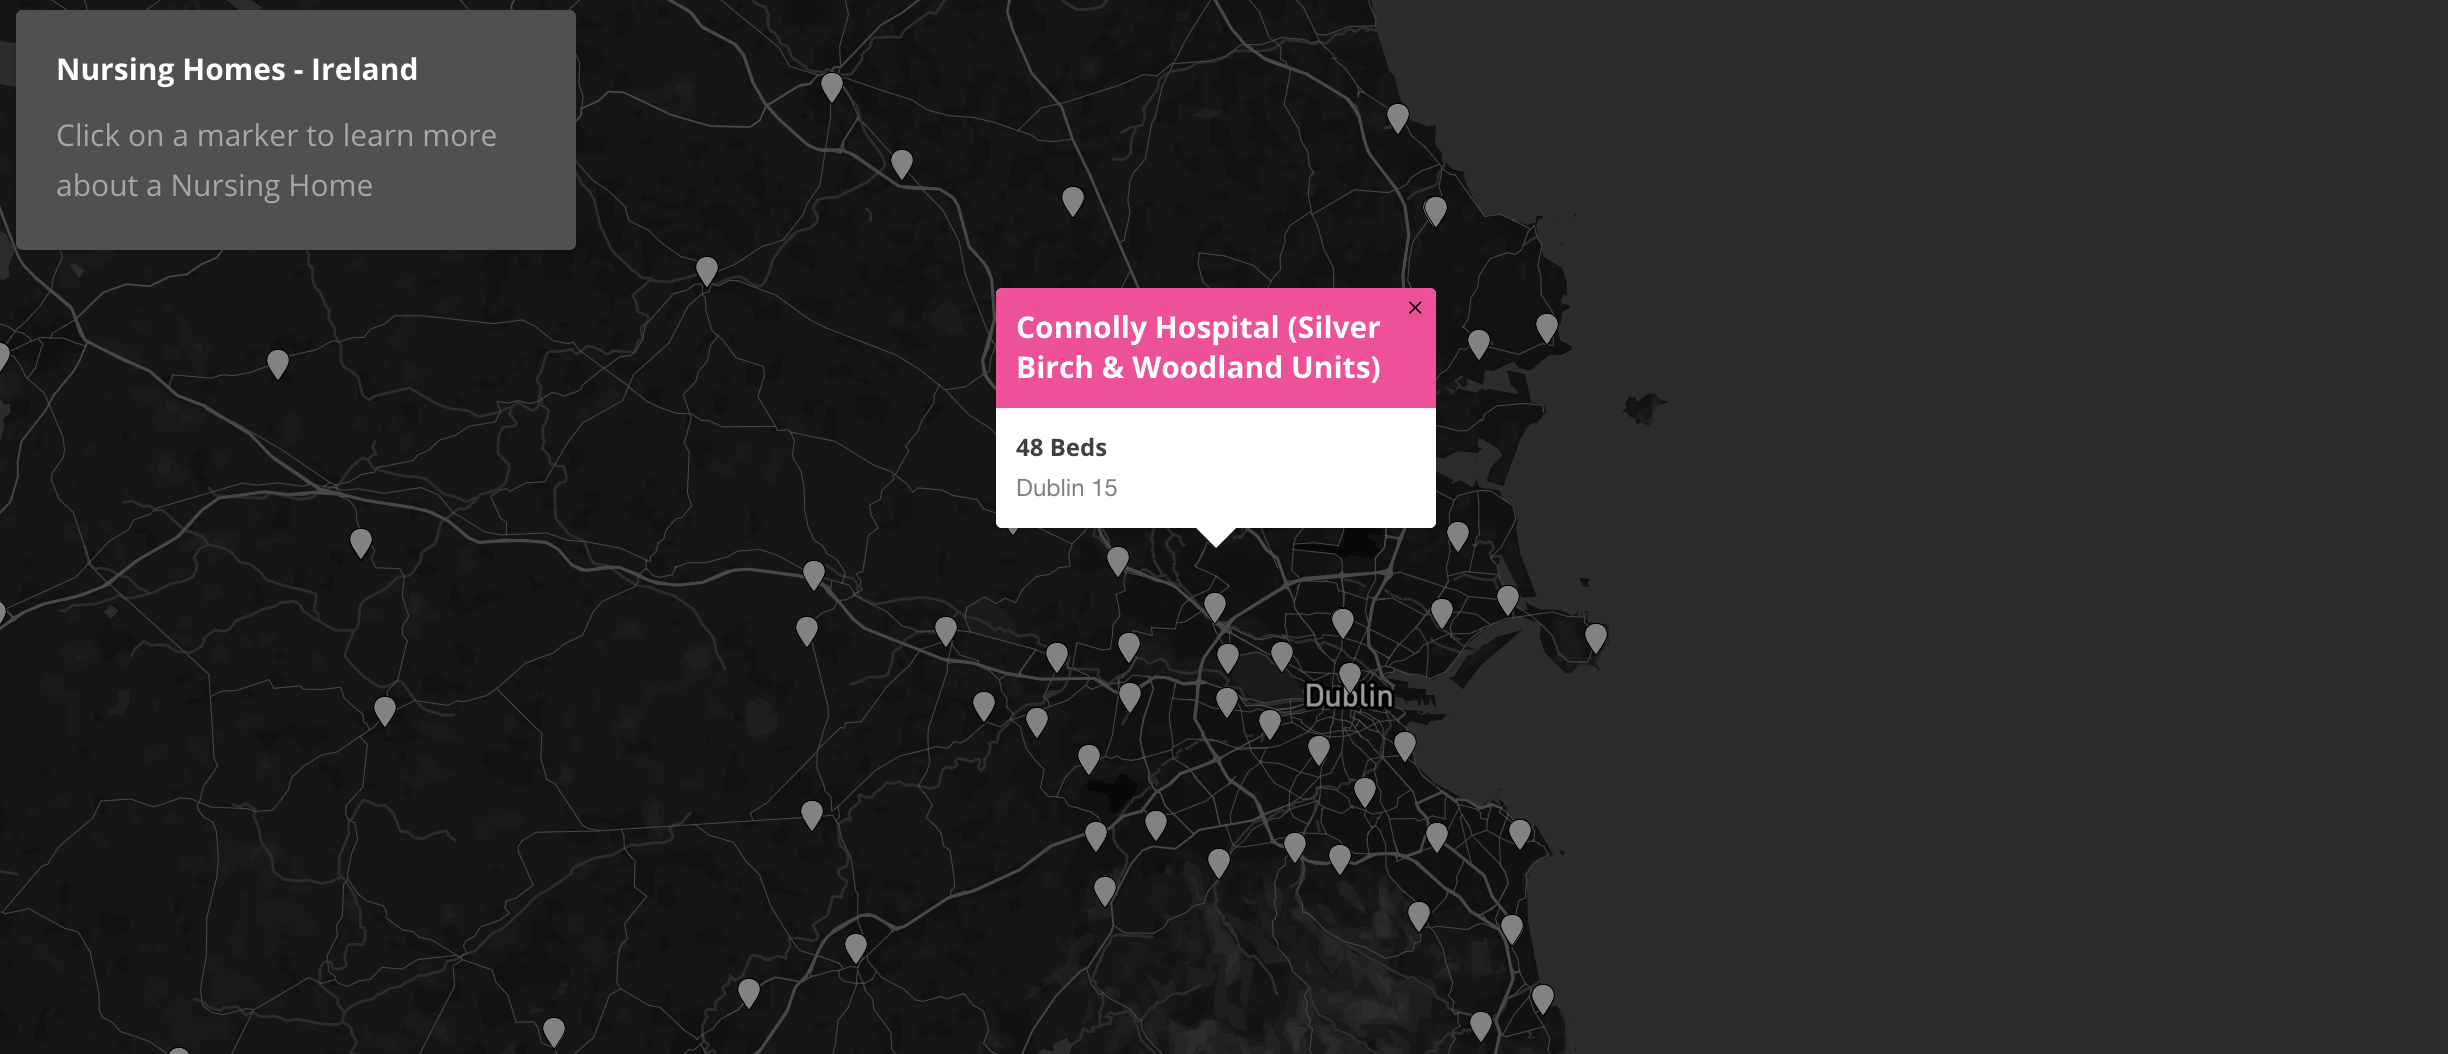 Nursing Homes - Ireland
Click on a marker to learn more
about a Nursing Home
Connolly Hospital (Silver
Birch & Woodland Units)
48 Beds
Dublin 15
Dublin